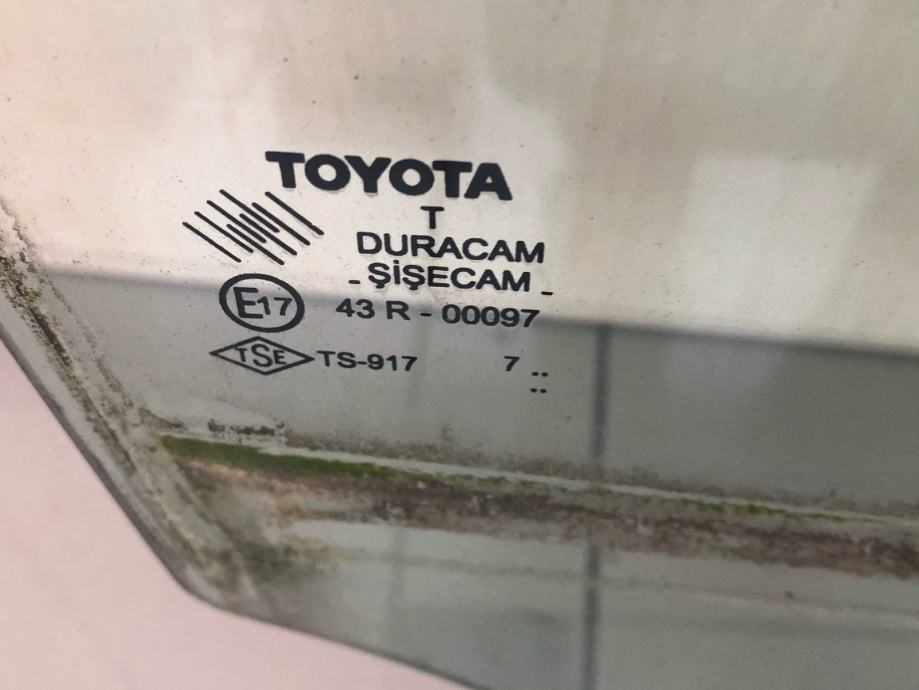 TOYOTA
T
DURACAM
- ŞİŞECAM -
E17 43 R - 00097
TSE TS-917 7 ..
..